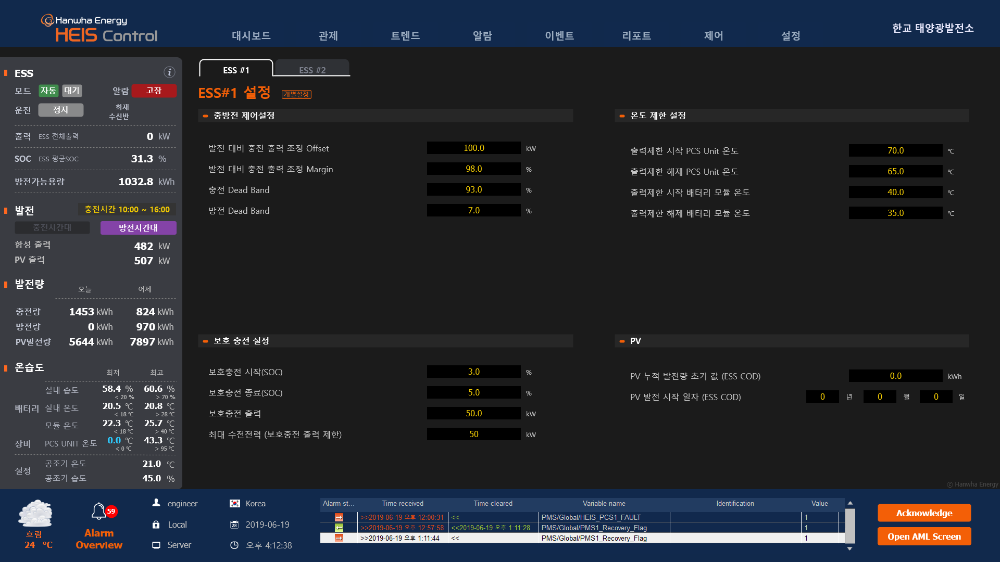 Hanwha Energy
HEIS Control
대시보드 관제 트렌드 알람 이벤트 리포트 제어 설정
한교 태양광발전소
ESS
모드 자동 대기 알람 고장
운전 정지 화재 수신반
출력 ESS 전체출력 0 kW
SOC ESS 평균SOC 31.3 %
방전가능용량 1032.8 kWh
발전 충전시간 10:00 ~ 16:00
충전시간대 방전시간대
합성 출력 482 kW
PV 출력 507 kW
발전량 오늘 어제
충전량 1453 kWh 824 kWh
방전량 0 kWh 970 kWh
PV발전량 5644 kWh 7897 kWh
온습도 최저 최고
실내 습도 58.4 % 60.6 %
< 20 % > 70 %
배터리 실내 온도 20.5 ℃ 20.8 ℃
< 18 ℃ > 28 ℃
모듈 온도 22.3 ℃ 25.7 ℃
< 18 ℃ > 40 ℃
장비 PCS UNIT 온도 0.0 ℃ 43.3 ℃
< 0 ℃ > 95 ℃
설정 공조기 온도 21.0 ℃
공조기 습도 45.0 %
ESS #1 ESS #2
ESS#1 설정 개별설정
충방전 제어설정
발전 대비 충전 출력 조정 Offset 100.0 kW
발전 대비 충전 출력 조정 Margin 98.0 %
충전 Dead Band 93.0 %
방전 Dead Band 7.0 %
온도 제한 설정
출력제한 시작 PCS Unit 온도 70.0 ℃
출력제한 해제 PCS Unit 온도 65.0 ℃
출력제한 시작 배터리 모듈 온도 40.0 ℃
출력제한 해제 배터리 모듈 온도 35.0 ℃
보호 충전 설정
보호충전 시작(SOC) 3.0 %
보호충전 종료(SOC) 5.0 %
보호충전 출력 50.0 kW
최대 수전전력 (보호충전 출력 제한) 50 kW
PV
PV 누적 발전량 초기 값 (ESS COD) 0.0 kWh
PV 발전 시작 일자 (ESS COD) 0 년 0 월 0 일
© Hanwha Energy
흐림
24 ℃
59
Alarm
Overview
engineer
Local
Server
Korea
28 2019-06-19
오후 4:12:38
Alarm st... Time received Time cleared Variable name Identification Value
>>2019-06-19 오후 12:00:31 << PMS/Global/HEIS_PCS1_FAULT 1
>>2019-06-19 오후 12:57:58 <<2019-06-19 오후 1:11:28 PMS/Global/PMS1_Recovery_Flag 1
>>2019-06-19 오후 1:11:44 << PMS/Global/PMS1_Recovery_Flag 1
Acknowledge
Open AML Screen